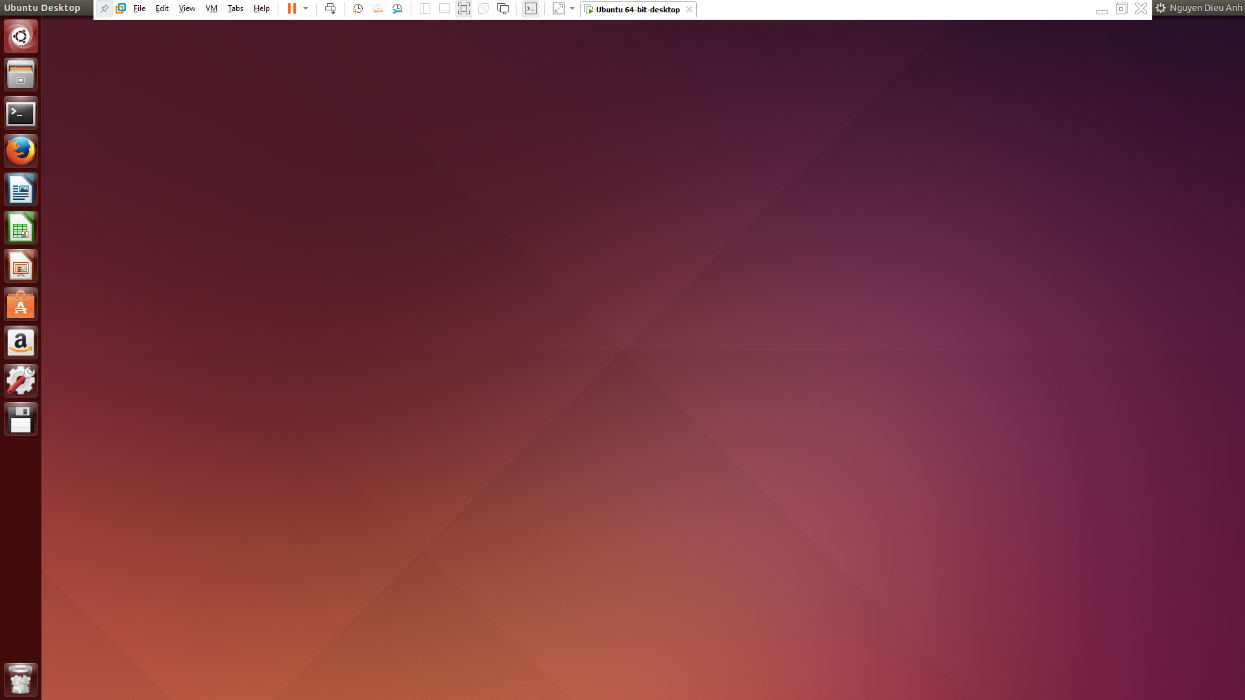 Ubuntu Desktop
File Edit View VM Tabs Help
Ubuntu 64-bit-desktop
Nguyen Dieu Anh